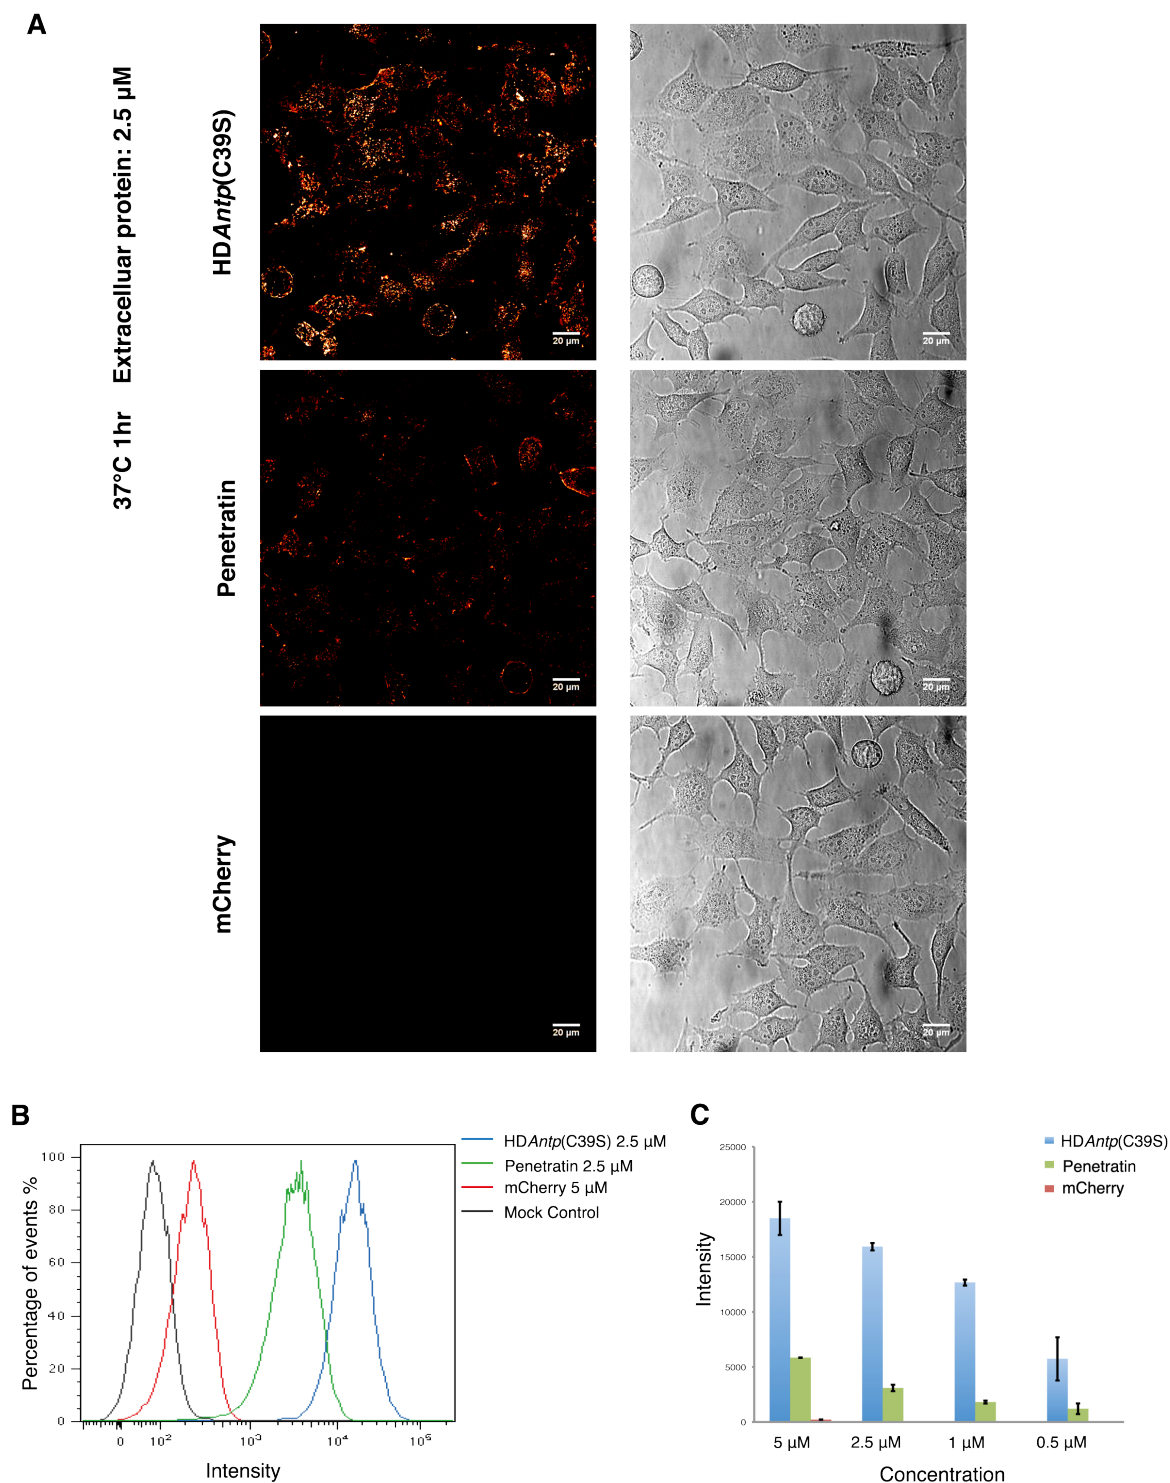 A
37°C 1hr Extracelluar protein: 2.5 µM
HDAntp(C39S)
20 µm
20 µm
Penetratin
20 µm
20 µm
mCherry
20 µm
20 µm
B
Percentage of events %
100
80
60
40
20
0
0
10²
10³
10⁴
10⁵
Intensity
HDAntp(C39S) 2.5 µM
Penetratin 2.5 µM
mCherry 5 µM
Mock Control
C
Intensity
25000
20000
15000
10000
5000
0
5 µM
2.5 µM
1 µM
0.5 µM
Concentration
HDAntp(C39S)
Penetratin
mCherry